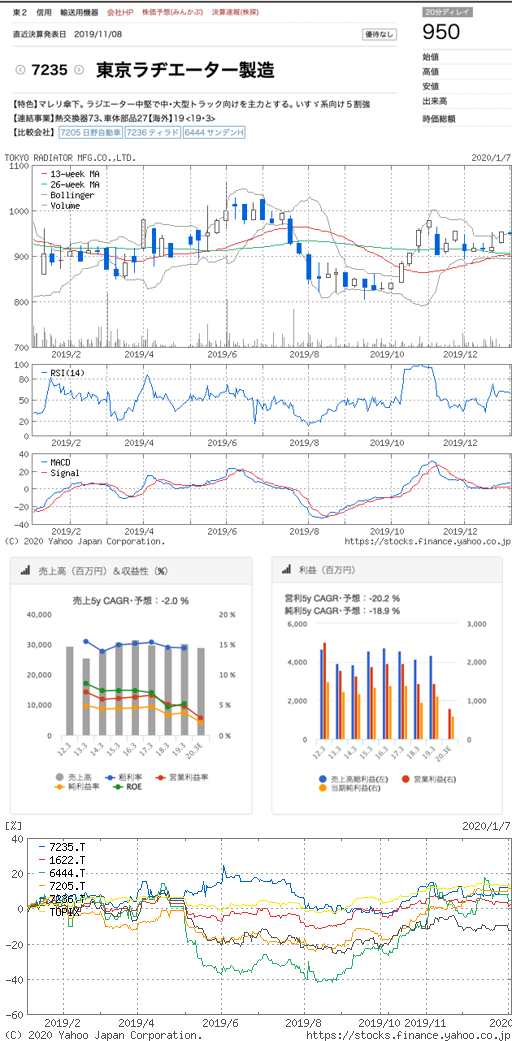 東2 信用 輸送用機器 会社HP 株価予想(みんかぶ) 決算速報(株探)
20分ディレイ
直近決算発表日 2019/11/08
優待なし
950
7235 東京ラヂエーター製造
始値
高値
安値
出来高
時価総額
【特色】マレリ傘下。ラジエーター中堅で中・大型トラック向けを主力とする。いすゞ系向け5割強
【連結事業】熱交換器73、車体部品27【海外】19<19・3>
【比較会社】 7205 日野自動車 7236 ティラド 6444 サンデンH
TOKYO RADIATOR MFG.CO.,LTD.
2020/1/7
1100
13-week MA
26-week MA
Bollinger
Volume
1000
900
800
700
2019/2 2019/4 2019/6 2019/8 2019/10 2019/12
100
RSI(14)
80
60
40
20
0
2019/2 2019/4 2019/6 2019/8 2019/10 2019/12
40
MACD
Signal
20
0
-20
-40
2019/2 2019/4 2019/6 2019/8 2019/10 2019/12
(C) 2020 Yahoo Japan Corporation.
https://stocks.finance.yahoo.co.jp
売上高（百万円）＆収益性（%）
売上5y CAGR・予想：-2.0 %
40,000
30,000
20,000
10,000
0
20 %
15 %
10 %
5 %
0 %
12.3 13.3 14.3 15.3 16.3 17.3 18.3 19.3 20.3E
売上高 粗利率 営業利益率
純利益率 ROE
利益（百万円）
営利5y CAGR・予想：-20.2 %
純利5y CAGR・予想：-18.9 %
6,000
4,000
2,000
0
3,000
2,000
1,000
0
12.3 13.3 14.3 15.3 16.3 17.3 18.3 19.3 20.3E
売上高総利益(左) 営業利益(右)
当期純利益(右)
[%]
2020/1/7
40
7235.T
1622.T
6444.T
7205.T
7236.T
TOPIX
20
0
-20
-40
-60
2019/2 2019/4 2019/6 2019/8 2019/10 2019/11 2020
(C) 2020 Yahoo Japan Corporation.
https://stocks.finance.yahoo.co.jp